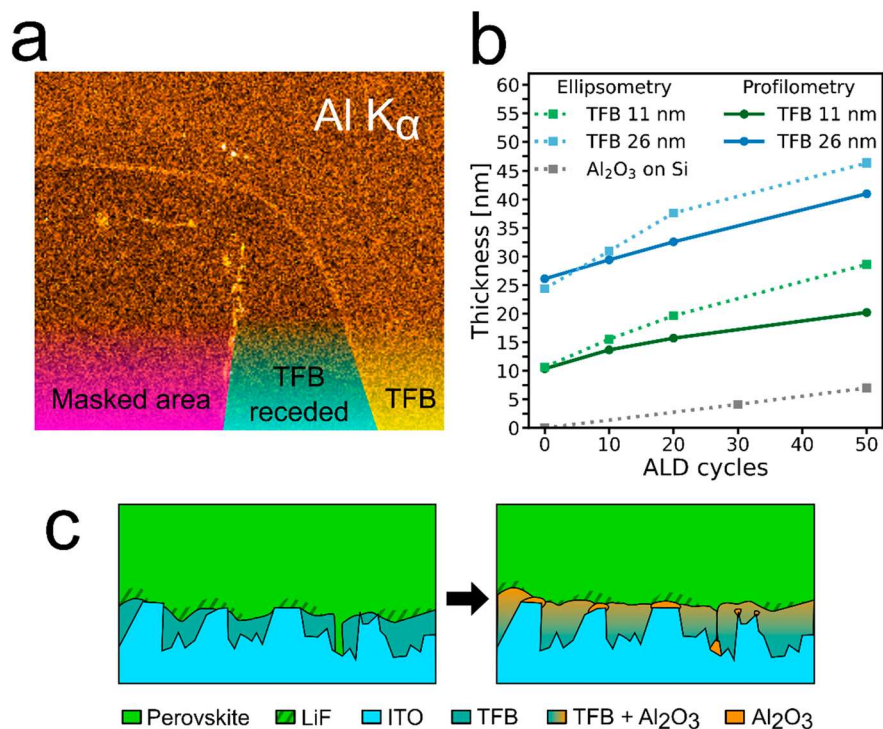 a
Al Kα
Masked area
TFB receded
TFB
b
Thickness [nm]
60
55
50
45
40
35
30
25
20
15
10
5
0
Ellipsometry
TFB 11 nm
TFB 26 nm
Al₂O₃ on Si
Profilometry
TFB 11 nm
TFB 26 nm
0 10 20 30 40 50
ALD cycles
c
Perovskite LiF ITO TFB TFB + Al₂O₃ Al₂O₃